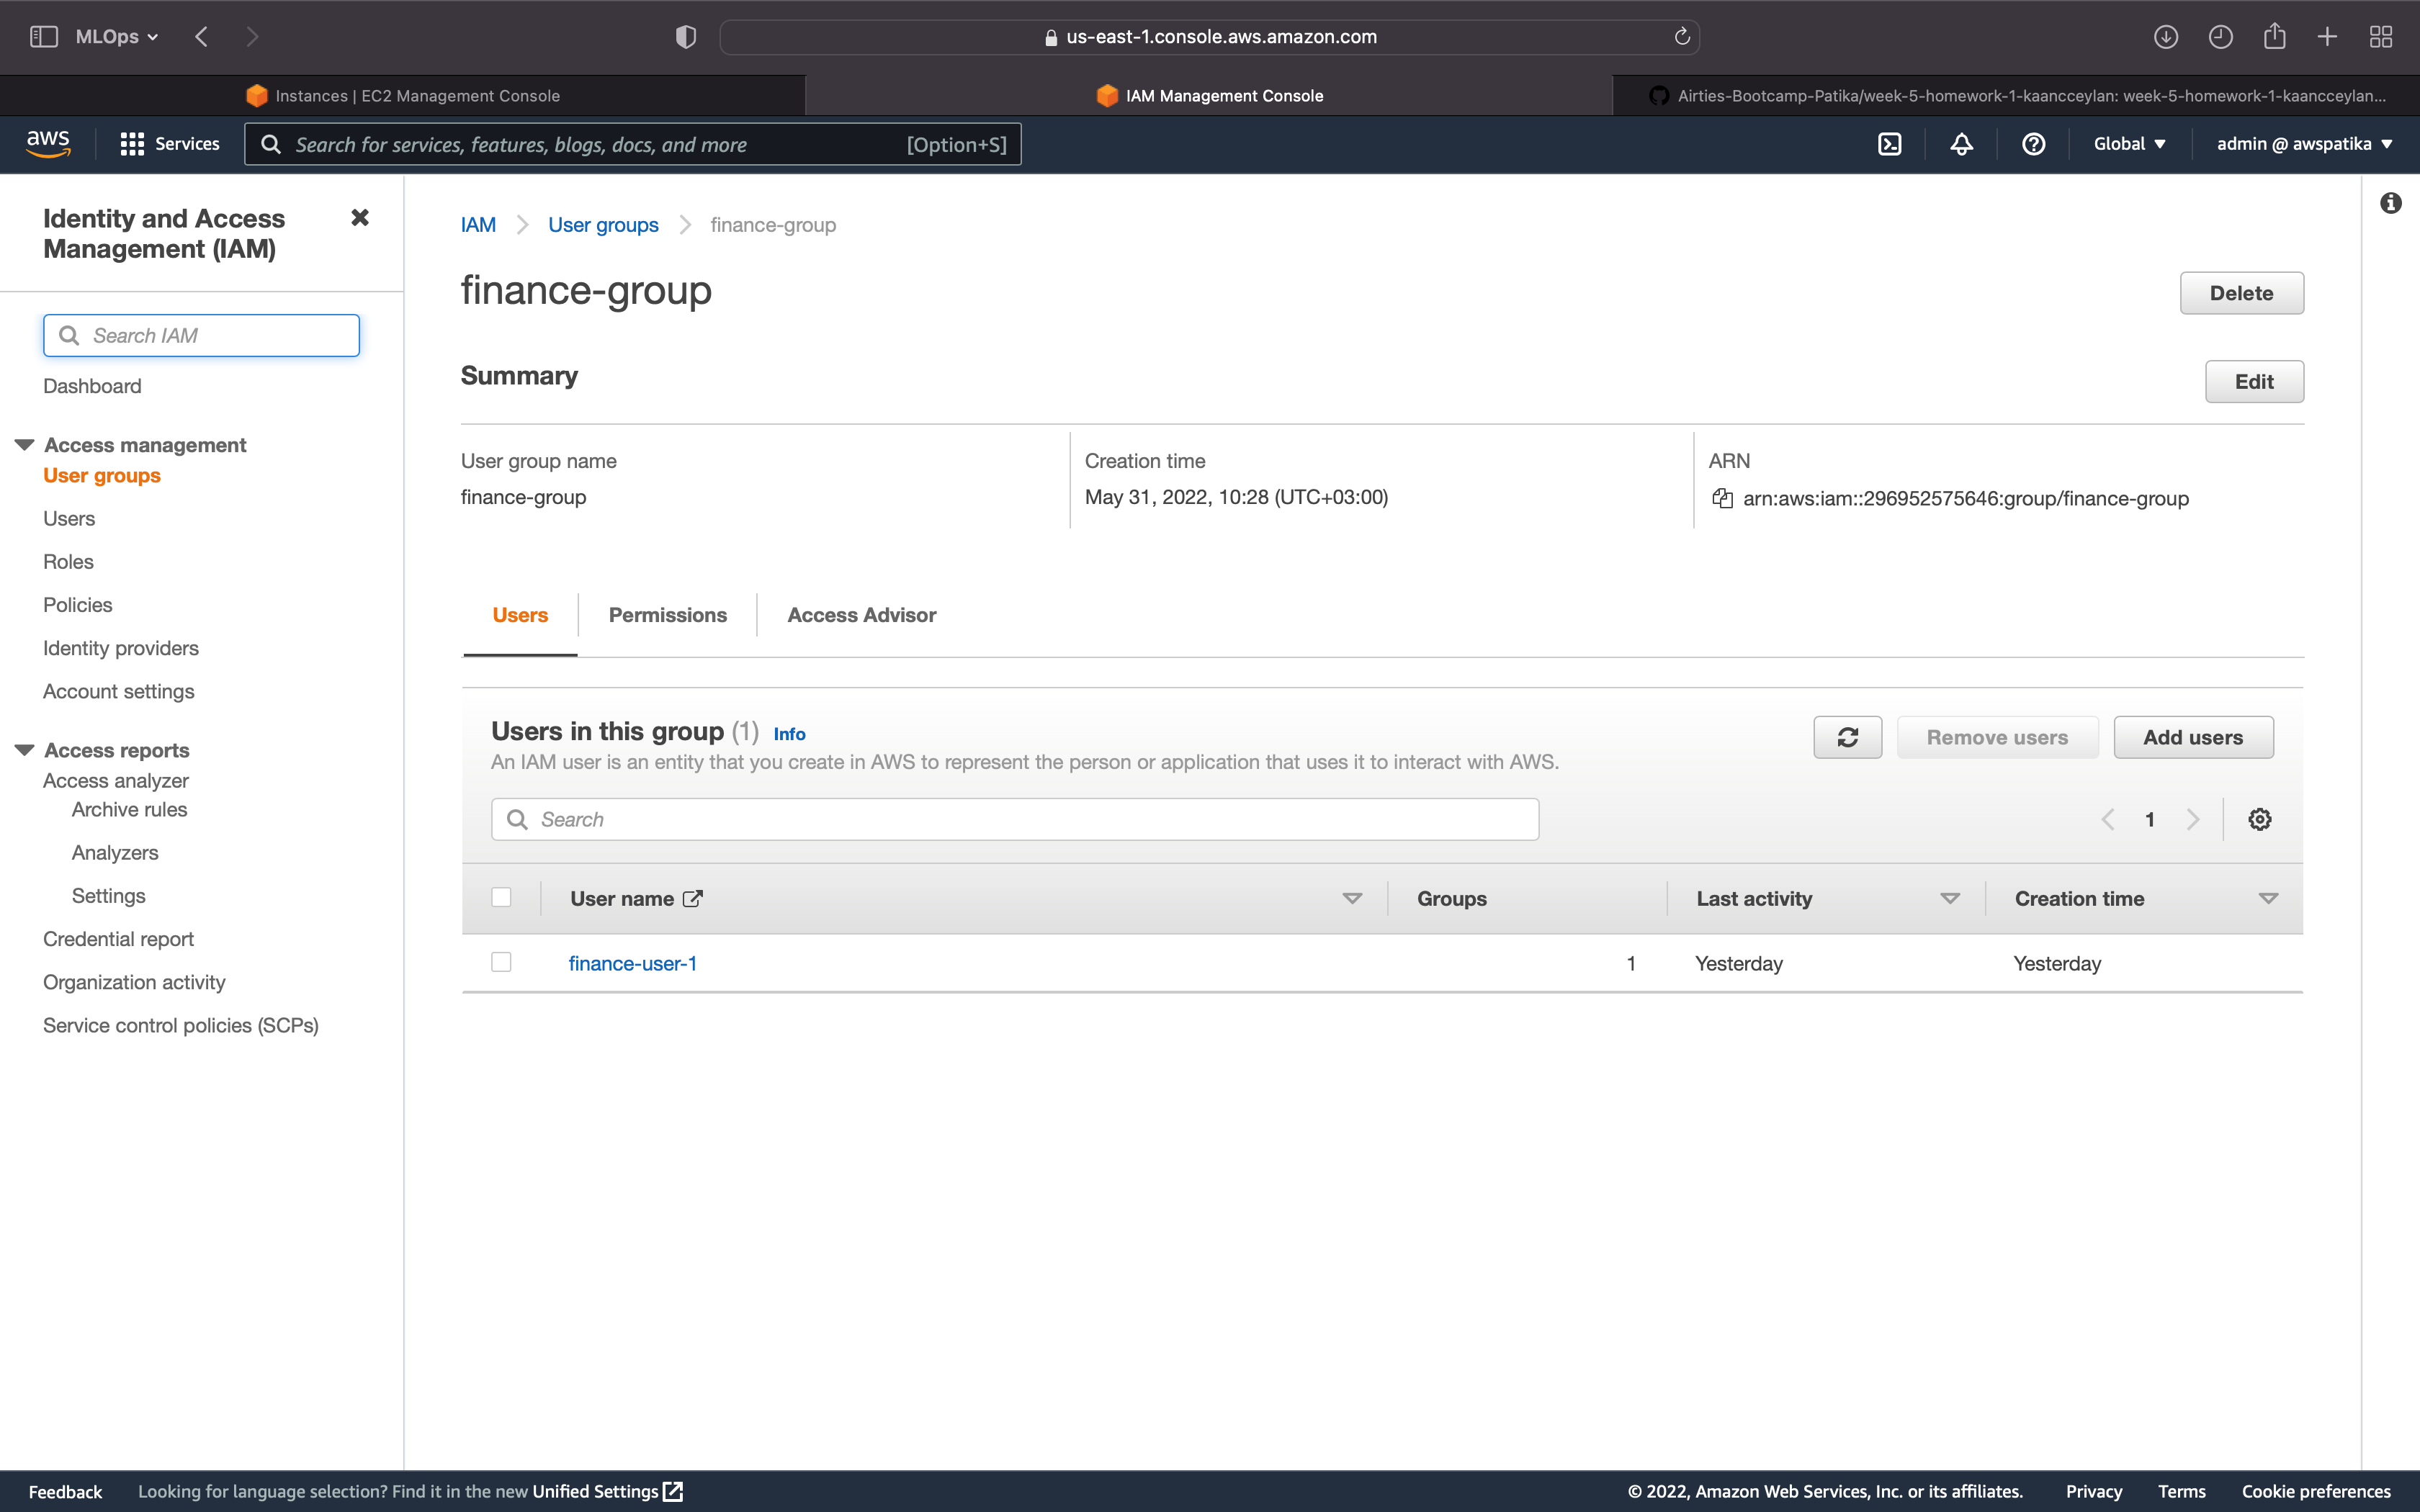 MLOps
us-east-1.console.aws.amazon.com
Instances | EC2 Management Console
IAM Management Console
Airties-Bootcamp-Patika/week-5-homework-1-kaancceylan: week-5-homework-1-kaancceylan...
aws
Services
Search for services, features, blogs, docs, and more
[Option+S]
Global
admin @ awspatika
Identity and Access
Management (IAM)
Search IAM
Dashboard
Access management
User groups
Users
Roles
Policies
Identity providers
Account settings
Access reports
Access analyzer
Archive rules
Analyzers
Settings
Credential report
Organization activity
Service control policies (SCPs)
IAM > User groups > finance-group
finance-group
Delete
Summary
Edit
User group name
finance-group
Creation time
May 31, 2022, 10:28 (UTC+03:00)
ARN
arn:aws:iam::296952575646:group/finance-group
Users
Permissions
Access Advisor
Users in this group (1) Info
An IAM user is an entity that you create in AWS to represent the person or application that uses it to interact with AWS.
Remove users
Add users
Search
1
User name
Groups
Last activity
Creation time
finance-user-1
1
Yesterday
Yesterday
Feedback
Looking for language selection? Find it in the new Unified Settings
© 2022, Amazon Web Services, Inc. or its affiliates.
Privacy
Terms
Cookie preferences